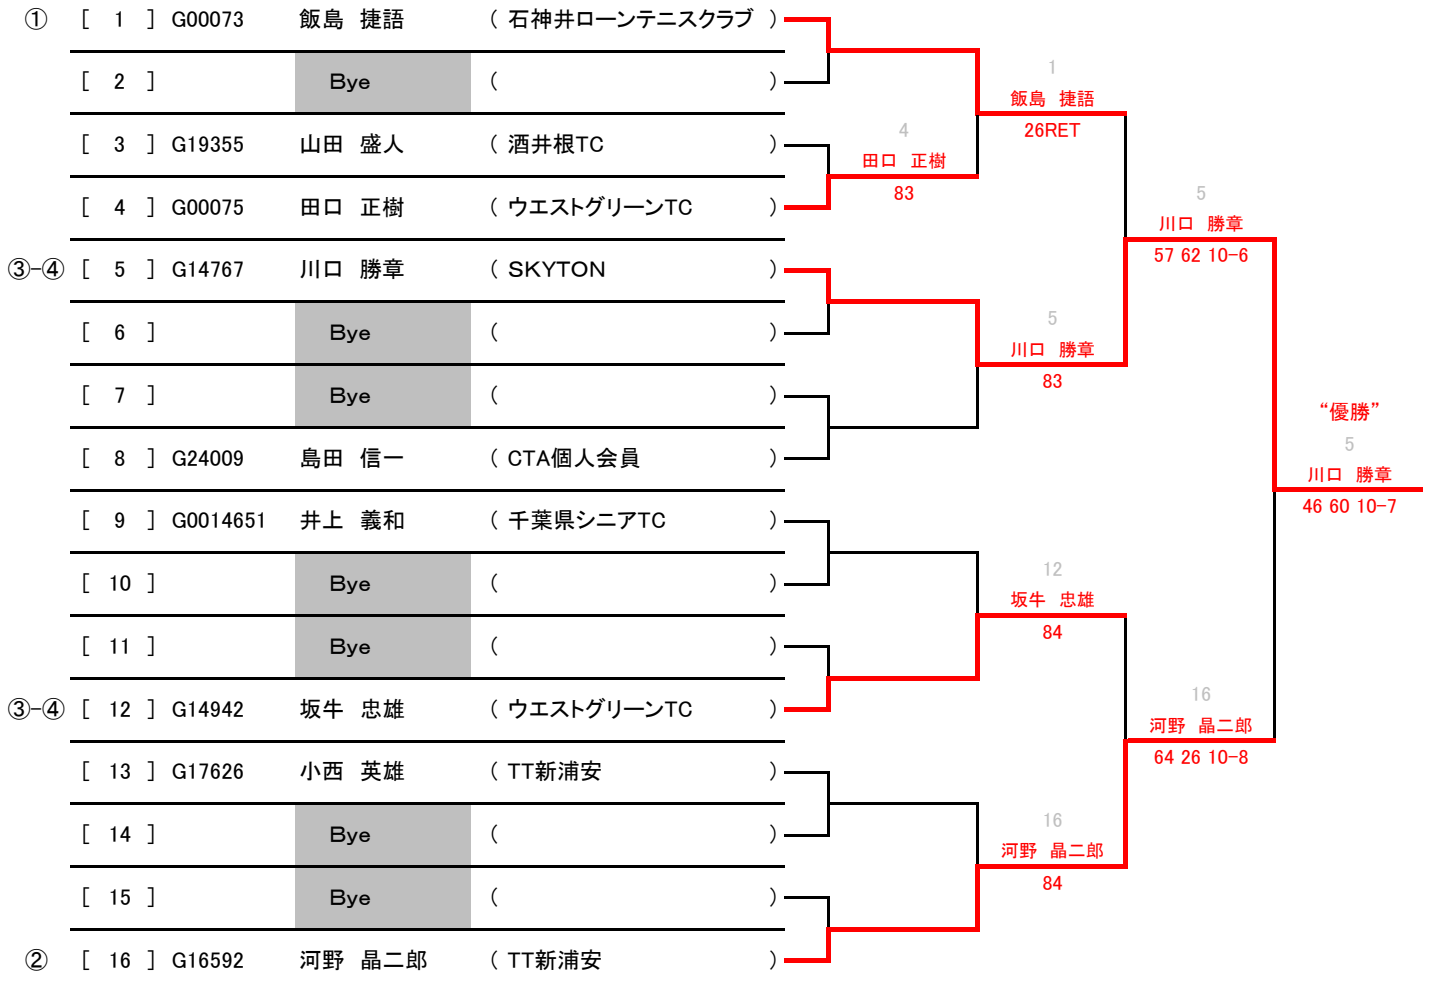 ① [ 1 ] G00073 飯島 捷語 ( 石神井ローンテニスクラブ )
[ 2 ] Bye ( )
1
飯島 捷語
26RET
[ 3 ] G19355 山田 盛人 ( 酒井根TC )
4
田口 正樹
83
[ 4 ] G00075 田口 正樹 ( ウエストグリーンTC )
5
川口 勝章
57 62 10-6
③-④ [ 5 ] G14767 川口 勝章 ( SKYTON )
[ 6 ] Bye ( )
5
川口 勝章
83
[ 7 ] Bye ( )
“優勝”
5
川口 勝章
46 60 10-7
[ 8 ] G24009 島田 信一 ( CTA個人会員 )
[ 9 ] G0014651 井上 義和 ( 千葉県シニアTC )
[ 10 ] Bye ( )
12
坂牛 忠雄
84
[ 11 ] Bye ( )
③-④ [ 12 ] G14942 坂牛 忠雄 ( ウエストグリーンTC )
16
河野 晶二郎
64 26 10-8
[ 13 ] G17626 小西 英雄 ( TT新浦安 )
[ 14 ] Bye ( )
16
河野 晶二郎
84
[ 15 ] Bye ( )
② [ 16 ] G16592 河野 晶二郎 ( TT新浦安 )